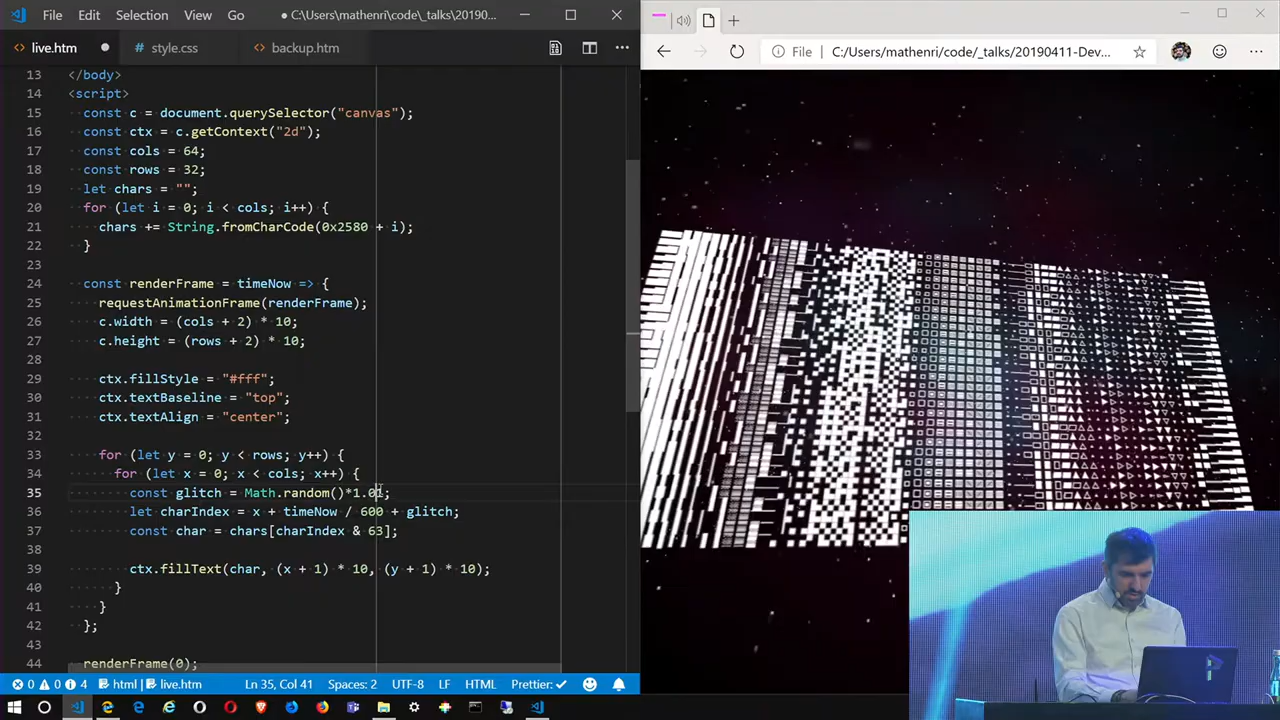 File Edit Selection View Go ● C:\Users\mathenri\code\_talks\20190...
live.htm ● style.css backup.htm ...
13 </body>
14 <script>
15 const c = document.querySelector("canvas");
16 const ctx = c.getContext("2d");
17 const cols = 64;
18 const rows = 32;
19 let chars = "";
20 for (let i = 0; i < cols; i++) {
21 chars += String.fromCharCode(0x2580 + i);
22 }
23
24 const renderFrame = timeNow => {
25 requestAnimationFrame(renderFrame);
26 c.width = (cols + 2) * 10;
27 c.height = (rows + 2) * 10;
28
29 ctx.fillStyle = "#fff";
30 ctx.textBaseline = "top";
31 ctx.textAlign = "center";
32
33 for (let y = 0; y < rows; y++) {
34 for (let x = 0; x < cols; x++) {
35 const glitch = Math.random()*1.01;
36 let charIndex = x + timeNow / 600 + glitch;
37 const char = chars[charIndex & 63];
38
39 ctx.fillText(char, (x + 1) * 10, (y + 1) * 10);
40 }
41 }
42 };
43
44 renderFrame(0);
0 0 4 html | live.htm Ln 35, Col 41 Spaces: 2 UTF-8 LF HTML Prettier: ✓
File C:/Users/mathenri/code/_talks/20190411-Dev...